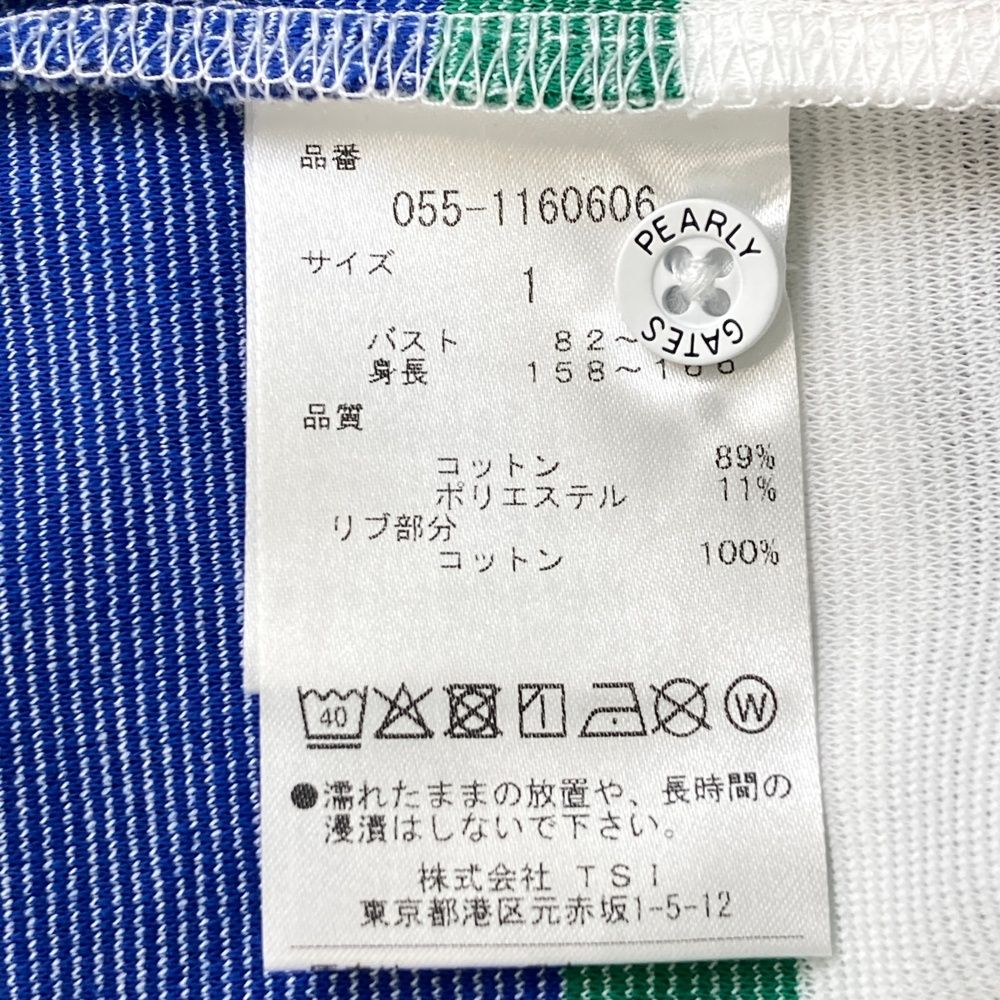 品番
055-1160606
サイズ
1
PEARLY
GATES
バスト 82～
身長 158～166
品質
コットン 89%
ポリエステル 11%
リブ部分
コットン 100%
40
W
●濡れたままの放置や、長時間の
浸漬はしないで下さい。
株式会社 TSI
東京都港区元赤坂1-5-12